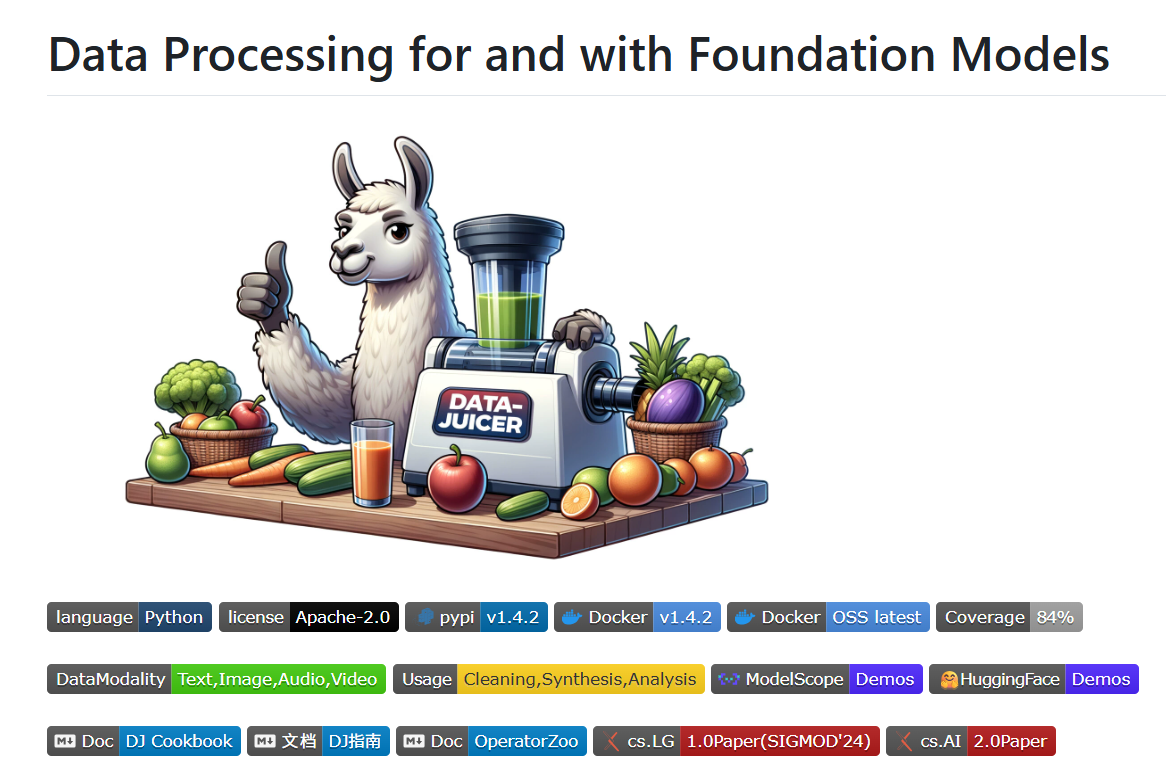 Data Processing for and with Foundation Models
DATA-
JUICER
language Python license Apache-2.0 pypi v1.4.2 Docker v1.4.2 Docker OSS latest Coverage 84%
DataModality Text,Image,Audio,Video Usage Cleaning,Synthesis,Analysis ModelScope Demos HuggingFace Demos
M Doc DJ Cookbook M 文档 DJ指南 M Doc OperatorZoo cs.LG 1.0Paper(SIGMOD'24) cs.AI 2.0Paper